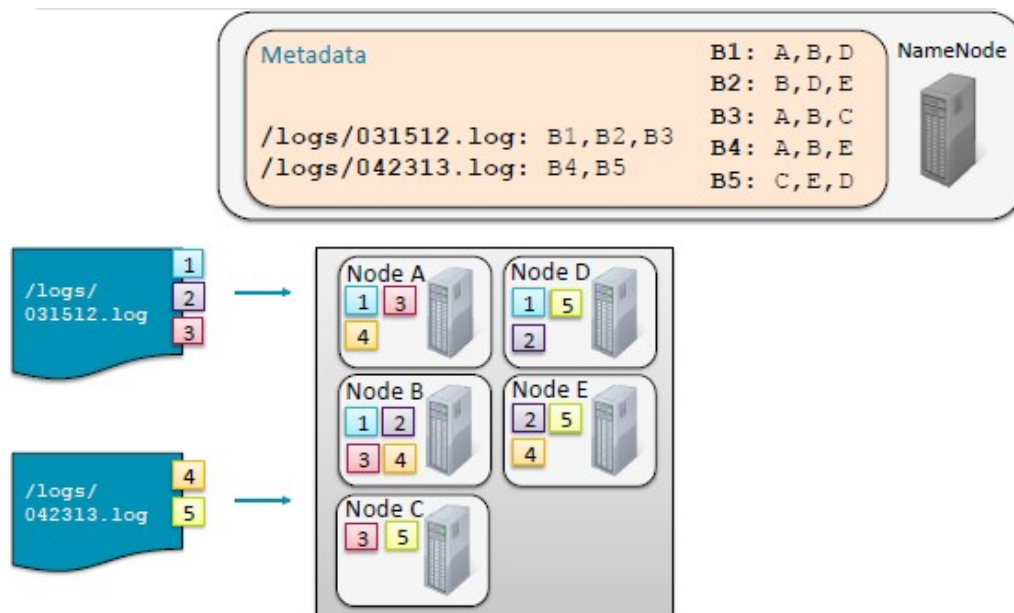 Metadata
NameNode
B1: A,B,D
B2: B,D,E
B3: A,B,C
B4: A,B,E
B5: C,E,D
/logs/031512.log: B1,B2,B3
/logs/042313.log: B4,B5
/logs/
031512.log
1
2
3
/logs/
042313.log
4
5
Node A
1 3
4
Node D
1 5
2
Node B
1 2
3 4
Node E
2 5
4
Node C
3 5